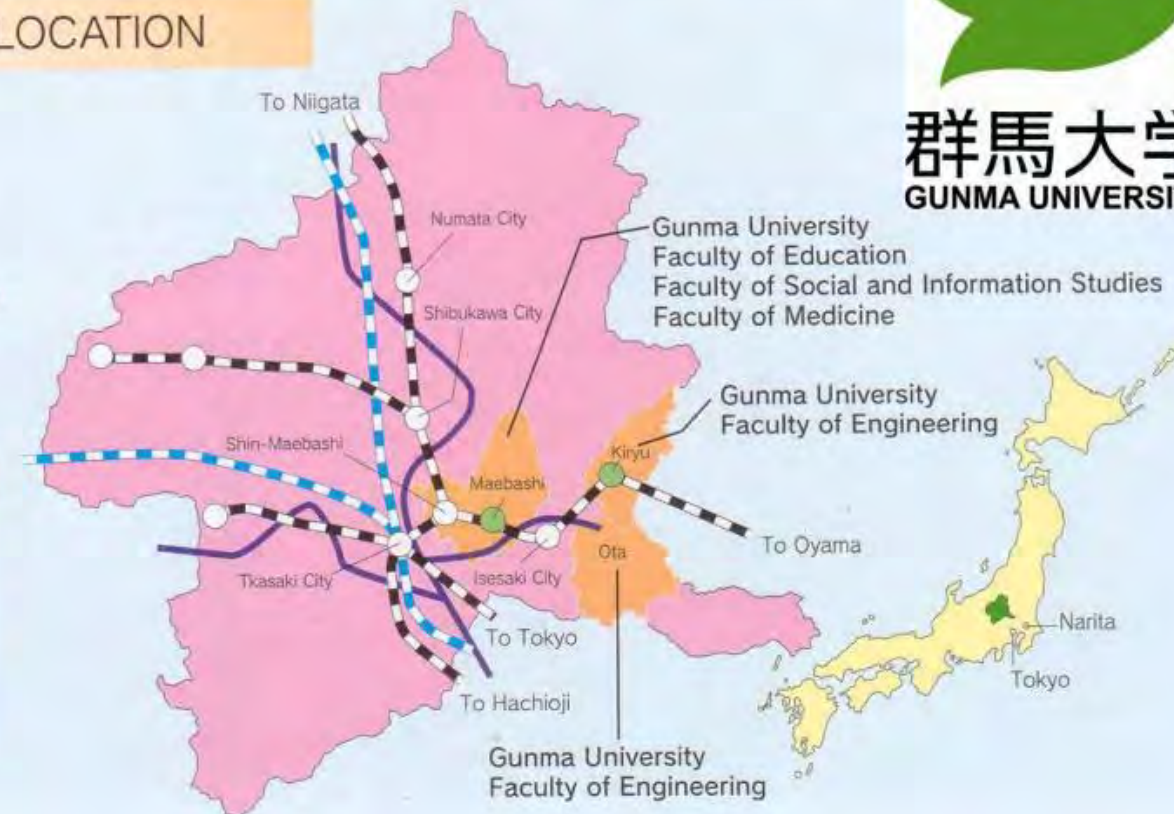 LOCATION
To Niigata
群馬大学
GUNMA UNIVERSI
Numata City
Gunma University
Faculty of Education
Faculty of Social and Information Studies
Faculty of Medicine
Shibukawa City
Gunma University
Faculty of Engineering
Shin-Maebashi
Kiryu
Maebashi
To Oyama
Ota
Tkasaki City
Isesaki City
To Tokyo
Narita
Tokyo
To Hachioji
Gunma University
Faculty of Engineering